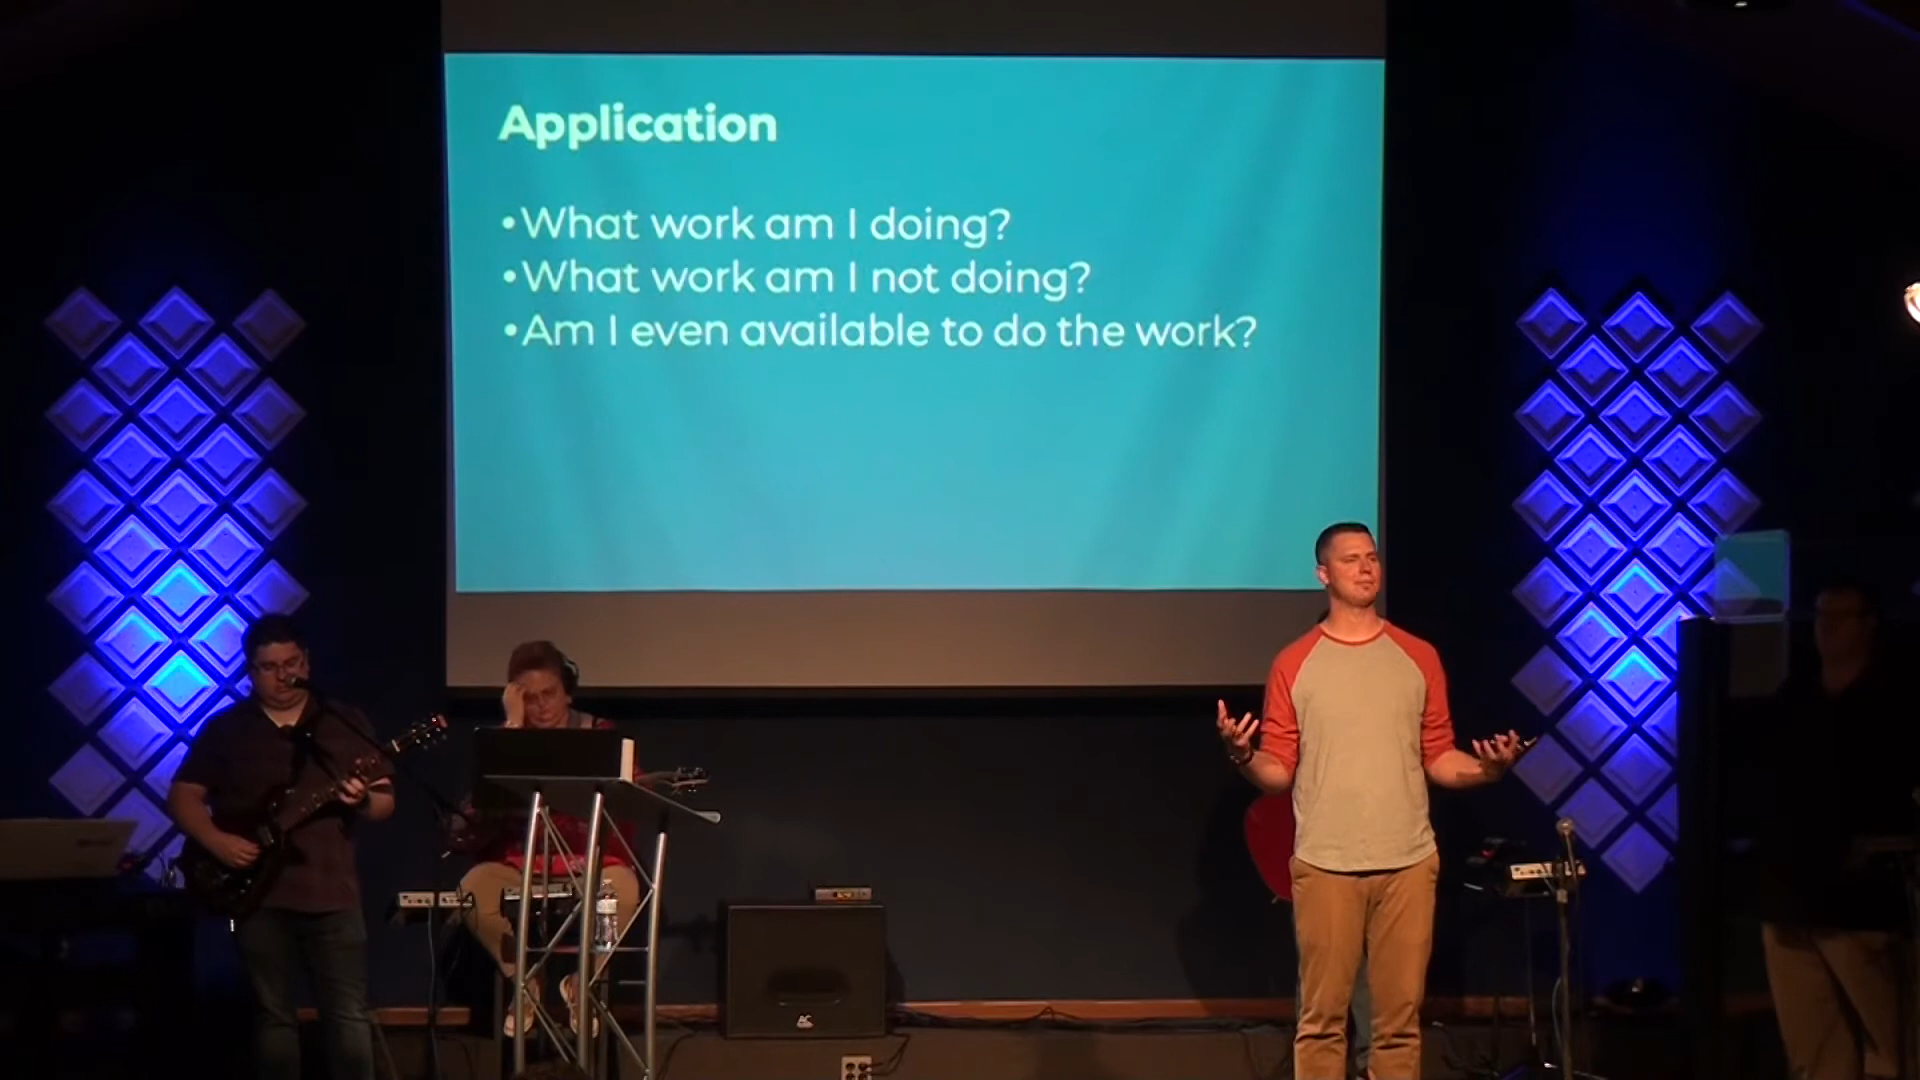 Application
•What work am I doing?
•What work am I not doing?
•Am I even available to do the work?